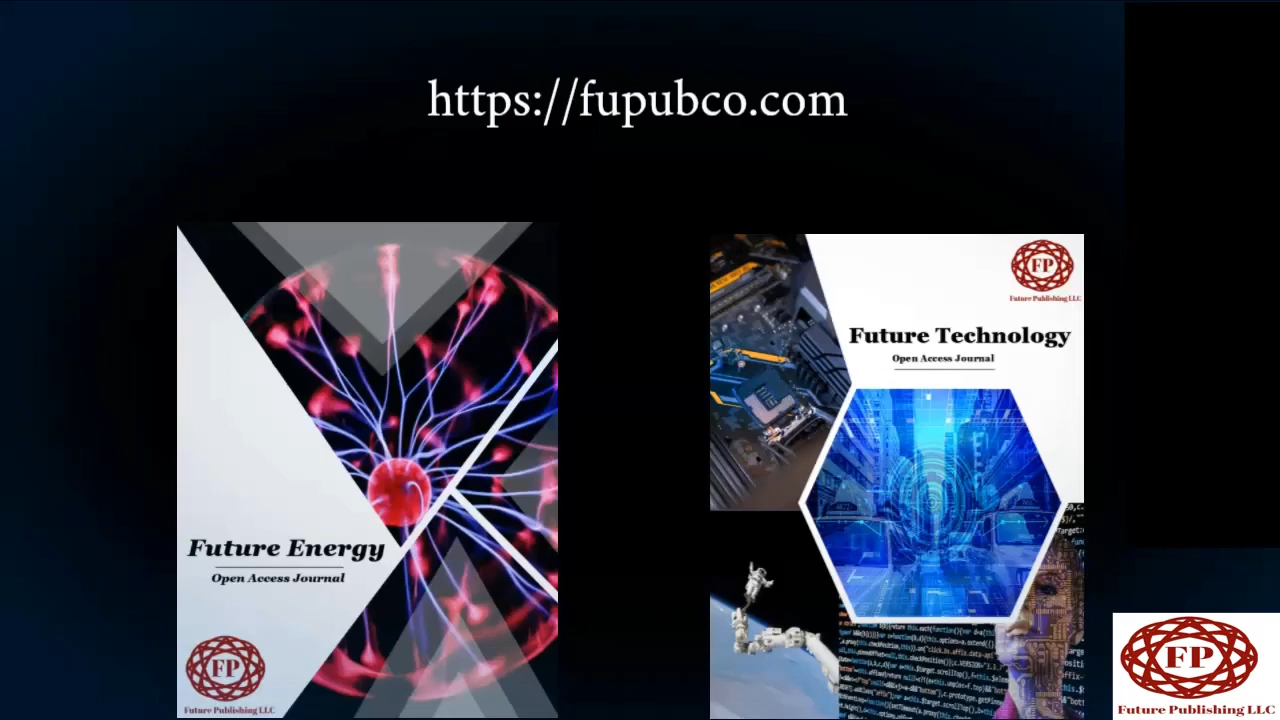 https://fupubco.com
FP
Future Publishing LLC
Future Technology
Open Access Journal
Future Energy
Open Access Journal
FP
Future Publishing LLC
FP
Future Publishing LLC